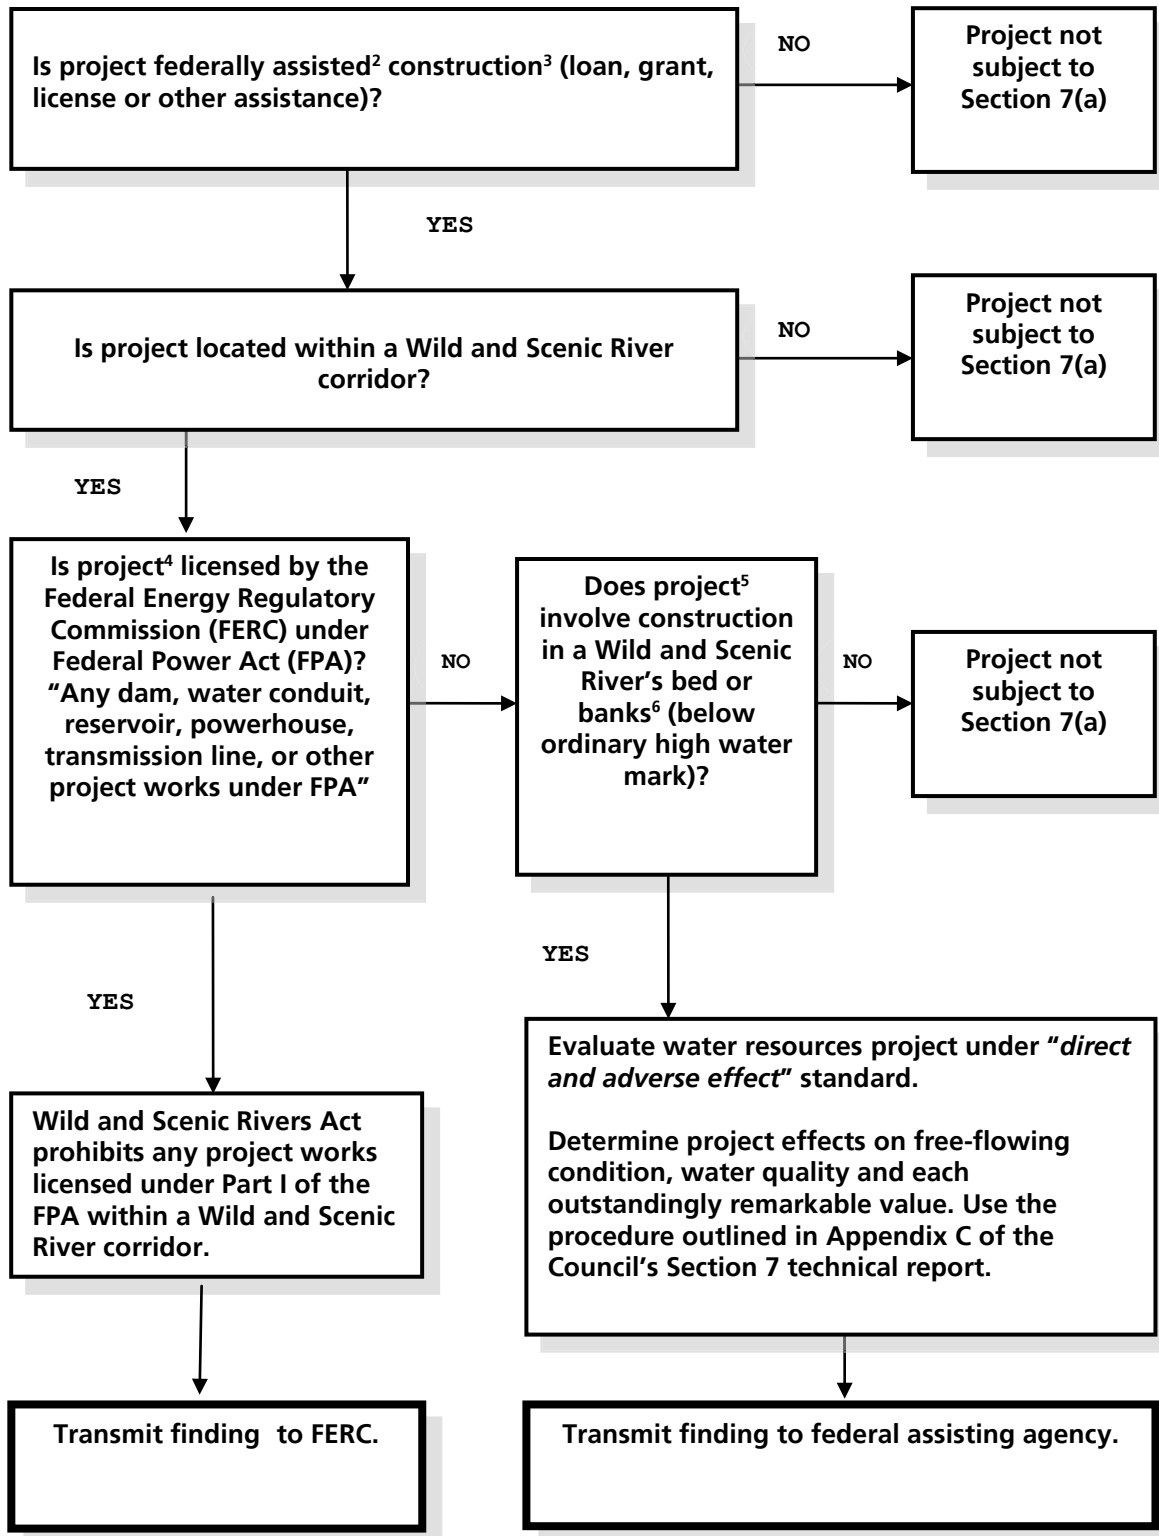 Is project federally assisted² construction³ (loan, grant,
license or other assistance)?
NO
Project not
subject to
Section 7(a)
YES
Is project located within a Wild and Scenic River
corridor?
NO
Project not
subject to
Section 7(a)
YES
Is project⁴ licensed by the
Federal Energy Regulatory
Commission (FERC) under
Federal Power Act (FPA)?
"Any dam, water conduit,
reservoir, powerhouse,
transmission line, or other
project works under FPA"
NO
Does project⁵
involve construction
in a Wild and Scenic
River's bed or
banks⁶ (below
ordinary high water
mark)?
NO
Project not
subject to
Section 7(a)
YES
YES
Wild and Scenic Rivers Act
prohibits any project works
licensed under Part I of the
FPA within a Wild and Scenic
River corridor.
Evaluate water resources project under "direct
and adverse effect" standard.
Determine project effects on free-flowing
condition, water quality and each
outstandingly remarkable value. Use the
procedure outlined in Appendix C of the
Council's Section 7 technical report.
Transmit finding  to FERC.
Transmit finding to federal assisting agency.